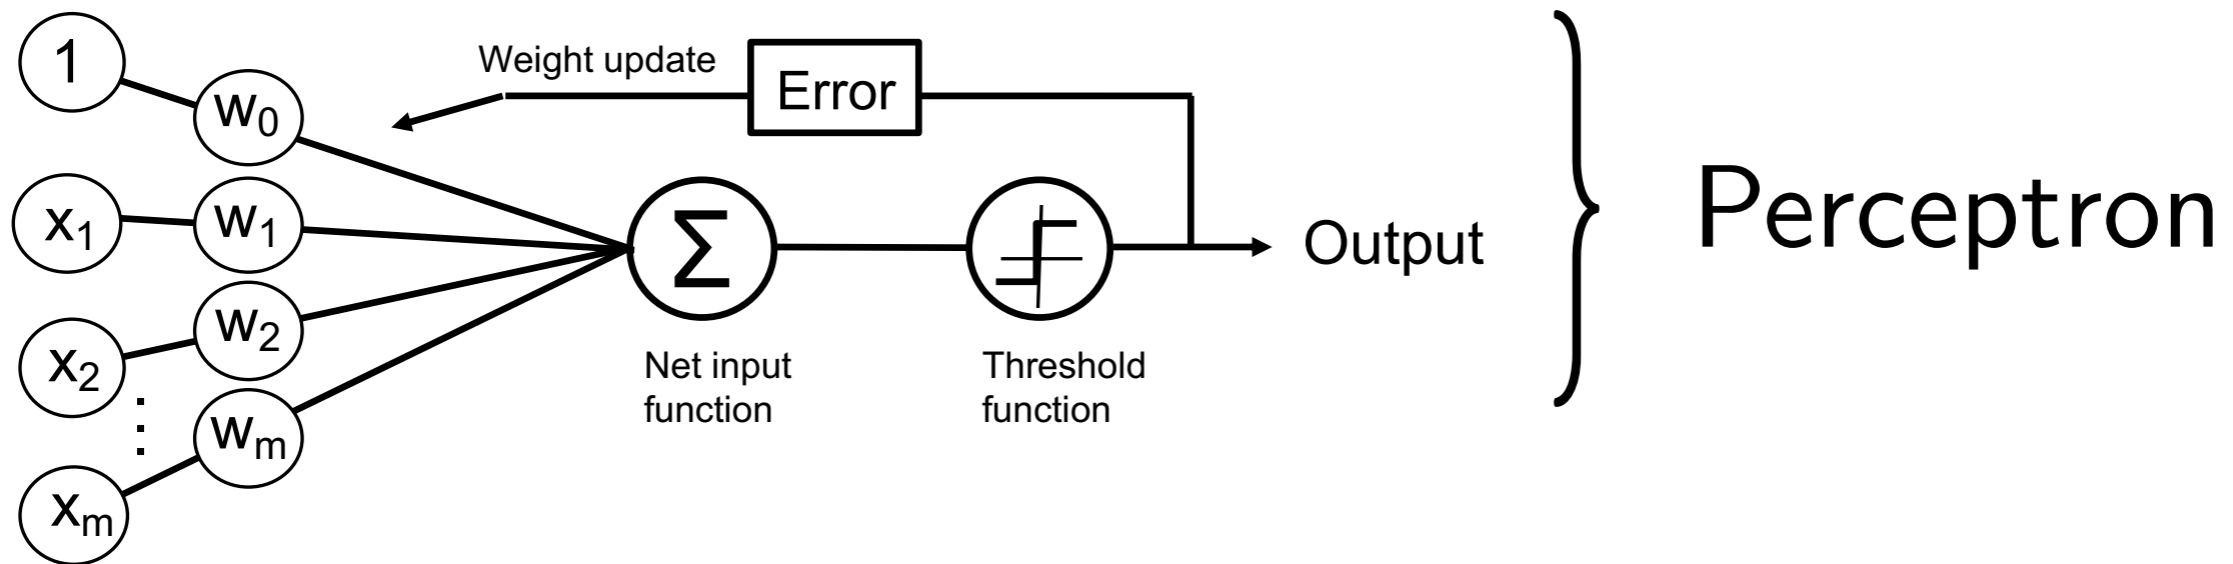 1
w₀
x₁
w₁
x₂
w₂
⋮
xₘ
wₘ
Weight update
Error
Σ
Net input
function
Threshold
function
Output
Perceptron